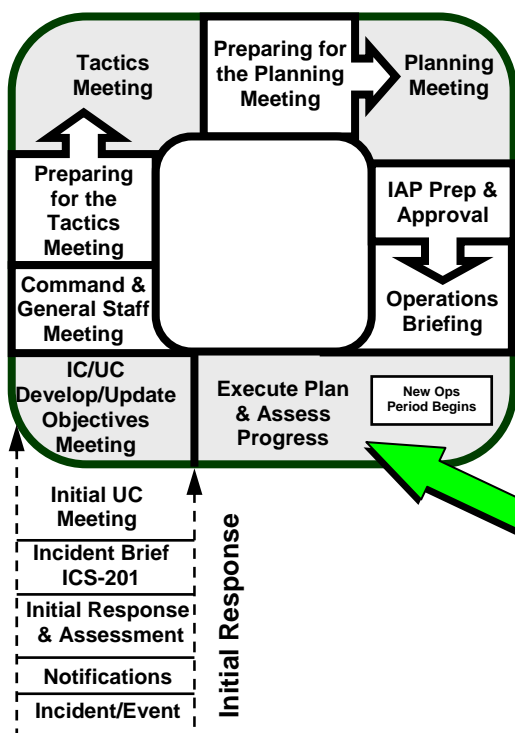 Tactics
Meeting
Preparing for
the Planning
Meeting
Planning
Meeting
Preparing
for the
Tactics
Meeting
IAP Prep &
Approval
Command &
General Staff
Meeting
Operations
Briefing
IC/UC
Develop/Update
Objectives
Meeting
Execute Plan
& Assess
Progress
New Ops
Period Begins
Initial UC
Meeting
Incident Brief
ICS-201
Initial Response
& Assessment
Notifications
Incident/Event
Initial Response